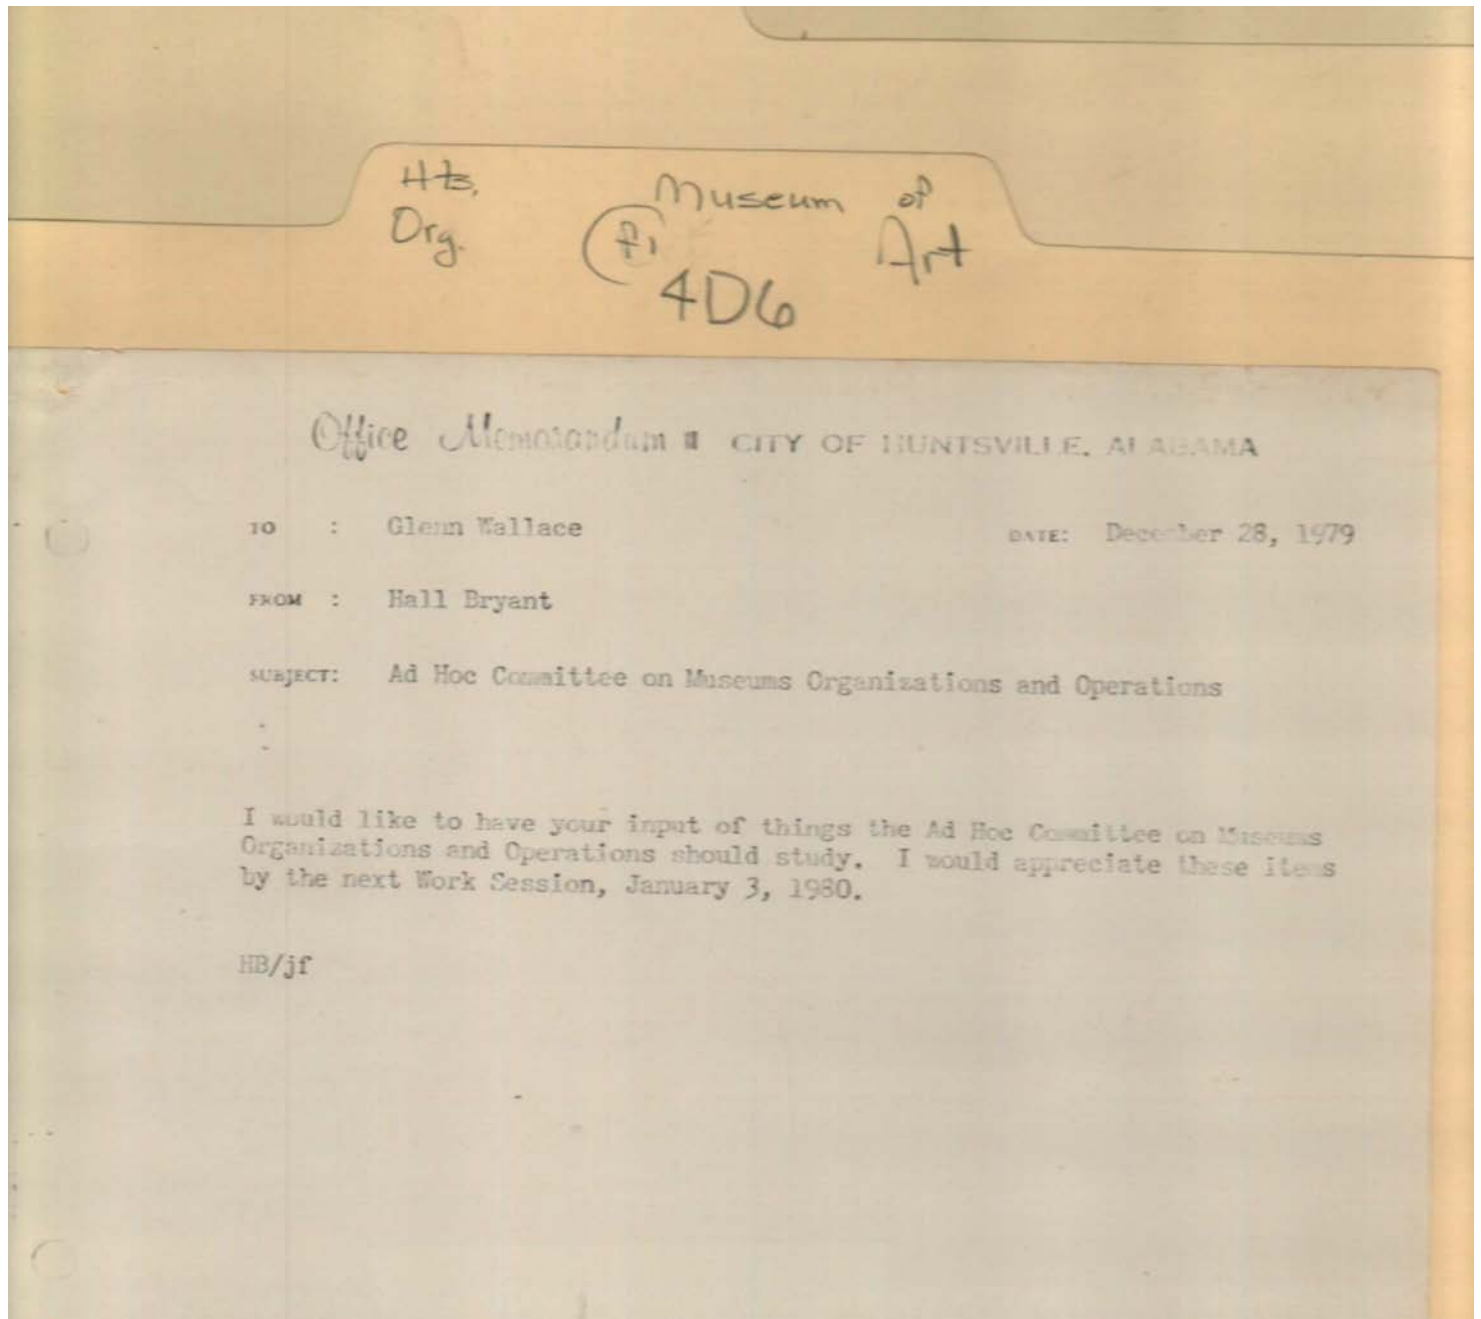 Hts. Museum of
Org. Art
4D6
Office Memorandum CITY OF HUNTSVILLE, ALABAMA
TO : Glenn Wallace DATE: December 28, 1979
FROM : Hall Bryant
SUBJECT: Ad Hoc Committee on Museums Organizations and Operations
I would like to have your input of things the Ad Hoc Committee on Museums
Organizations and Operations should study. I would appreciate these items
by the next Work Session, January 3, 1980.
HB/jf